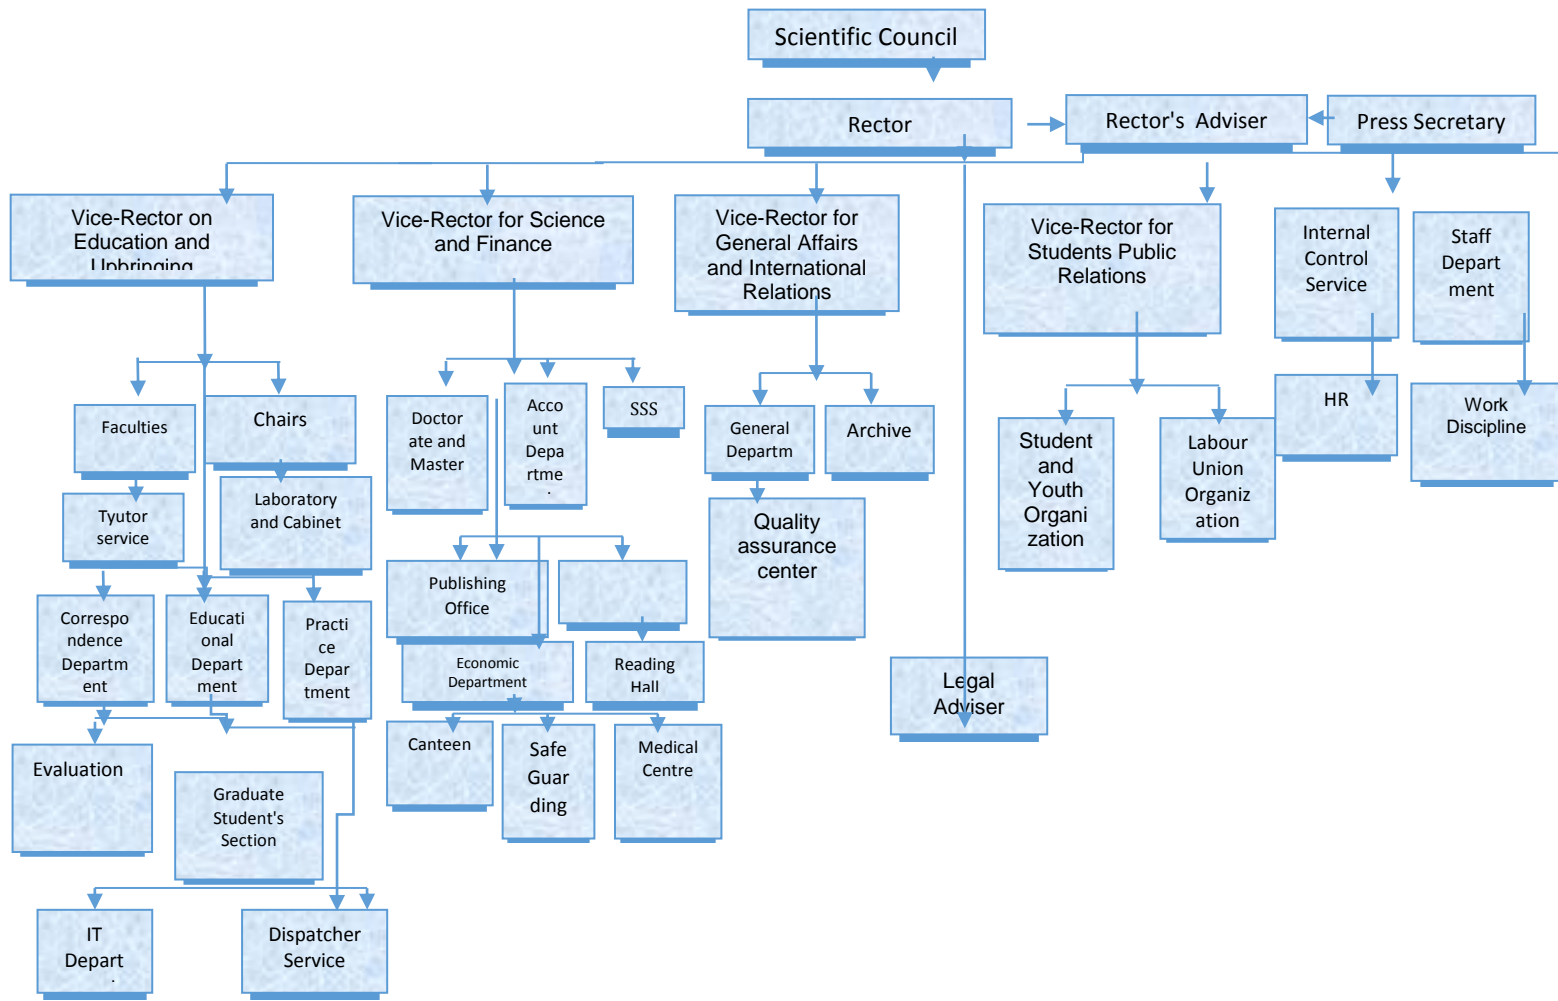 Scientific Council
Rector
Rector's Adviser
Press Secretary
Vice-Rector on
Education and
Upbringing
Vice-Rector for Science
and Finance
Vice-Rector for
General Affairs
and International
Relations
Vice-Rector for
Students Public
Relations
Internal
Control
Service
Staff
Depart
ment
Faculties
Chairs
Doctor
ate and
Master
Acco
unt
Depa
rtme
SSS
General
Departm
Archive
Student
and
Youth
Organi
zation
Labour
Union
Organiz
ation
HR
Work
Discipline
Tyutor
service
Laboratory
and Cabinet
Quality
assurance
center
Publishing
Office
Correspo
ndence
Departm
ent
Educati
onal
Depart
ment
Practi
ce
Depar
tment
Economic
Department
Reading
Hall
Legal
Adviser
Evaluation
Graduate
Student's
Section
Canteen
Safe
Guar
ding
Medical
Centre
IT
Depart
Dispatcher
Service